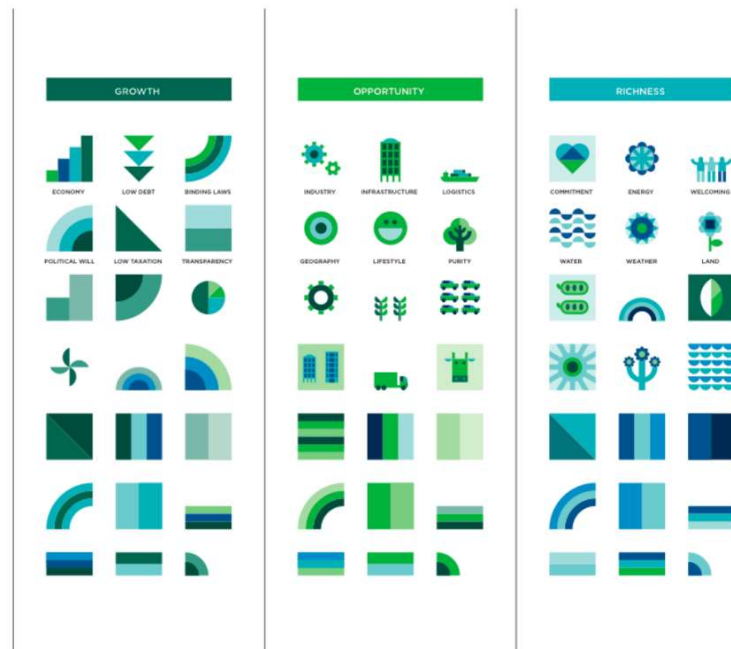 GROWTH
ECONOMY LOW DEBT BINDING LAWS
POLITICAL WILL LOW TAXATION TRANSPARENCY
OPPORTUNITY
INDUSTRY INFRASTRUCTURE LOGISTICS
GEOGRAPHY LIFESTYLE PURITY
RICHNESS
COMMITMENT ENERGY WELCOMING
WATER WEATHER LAND